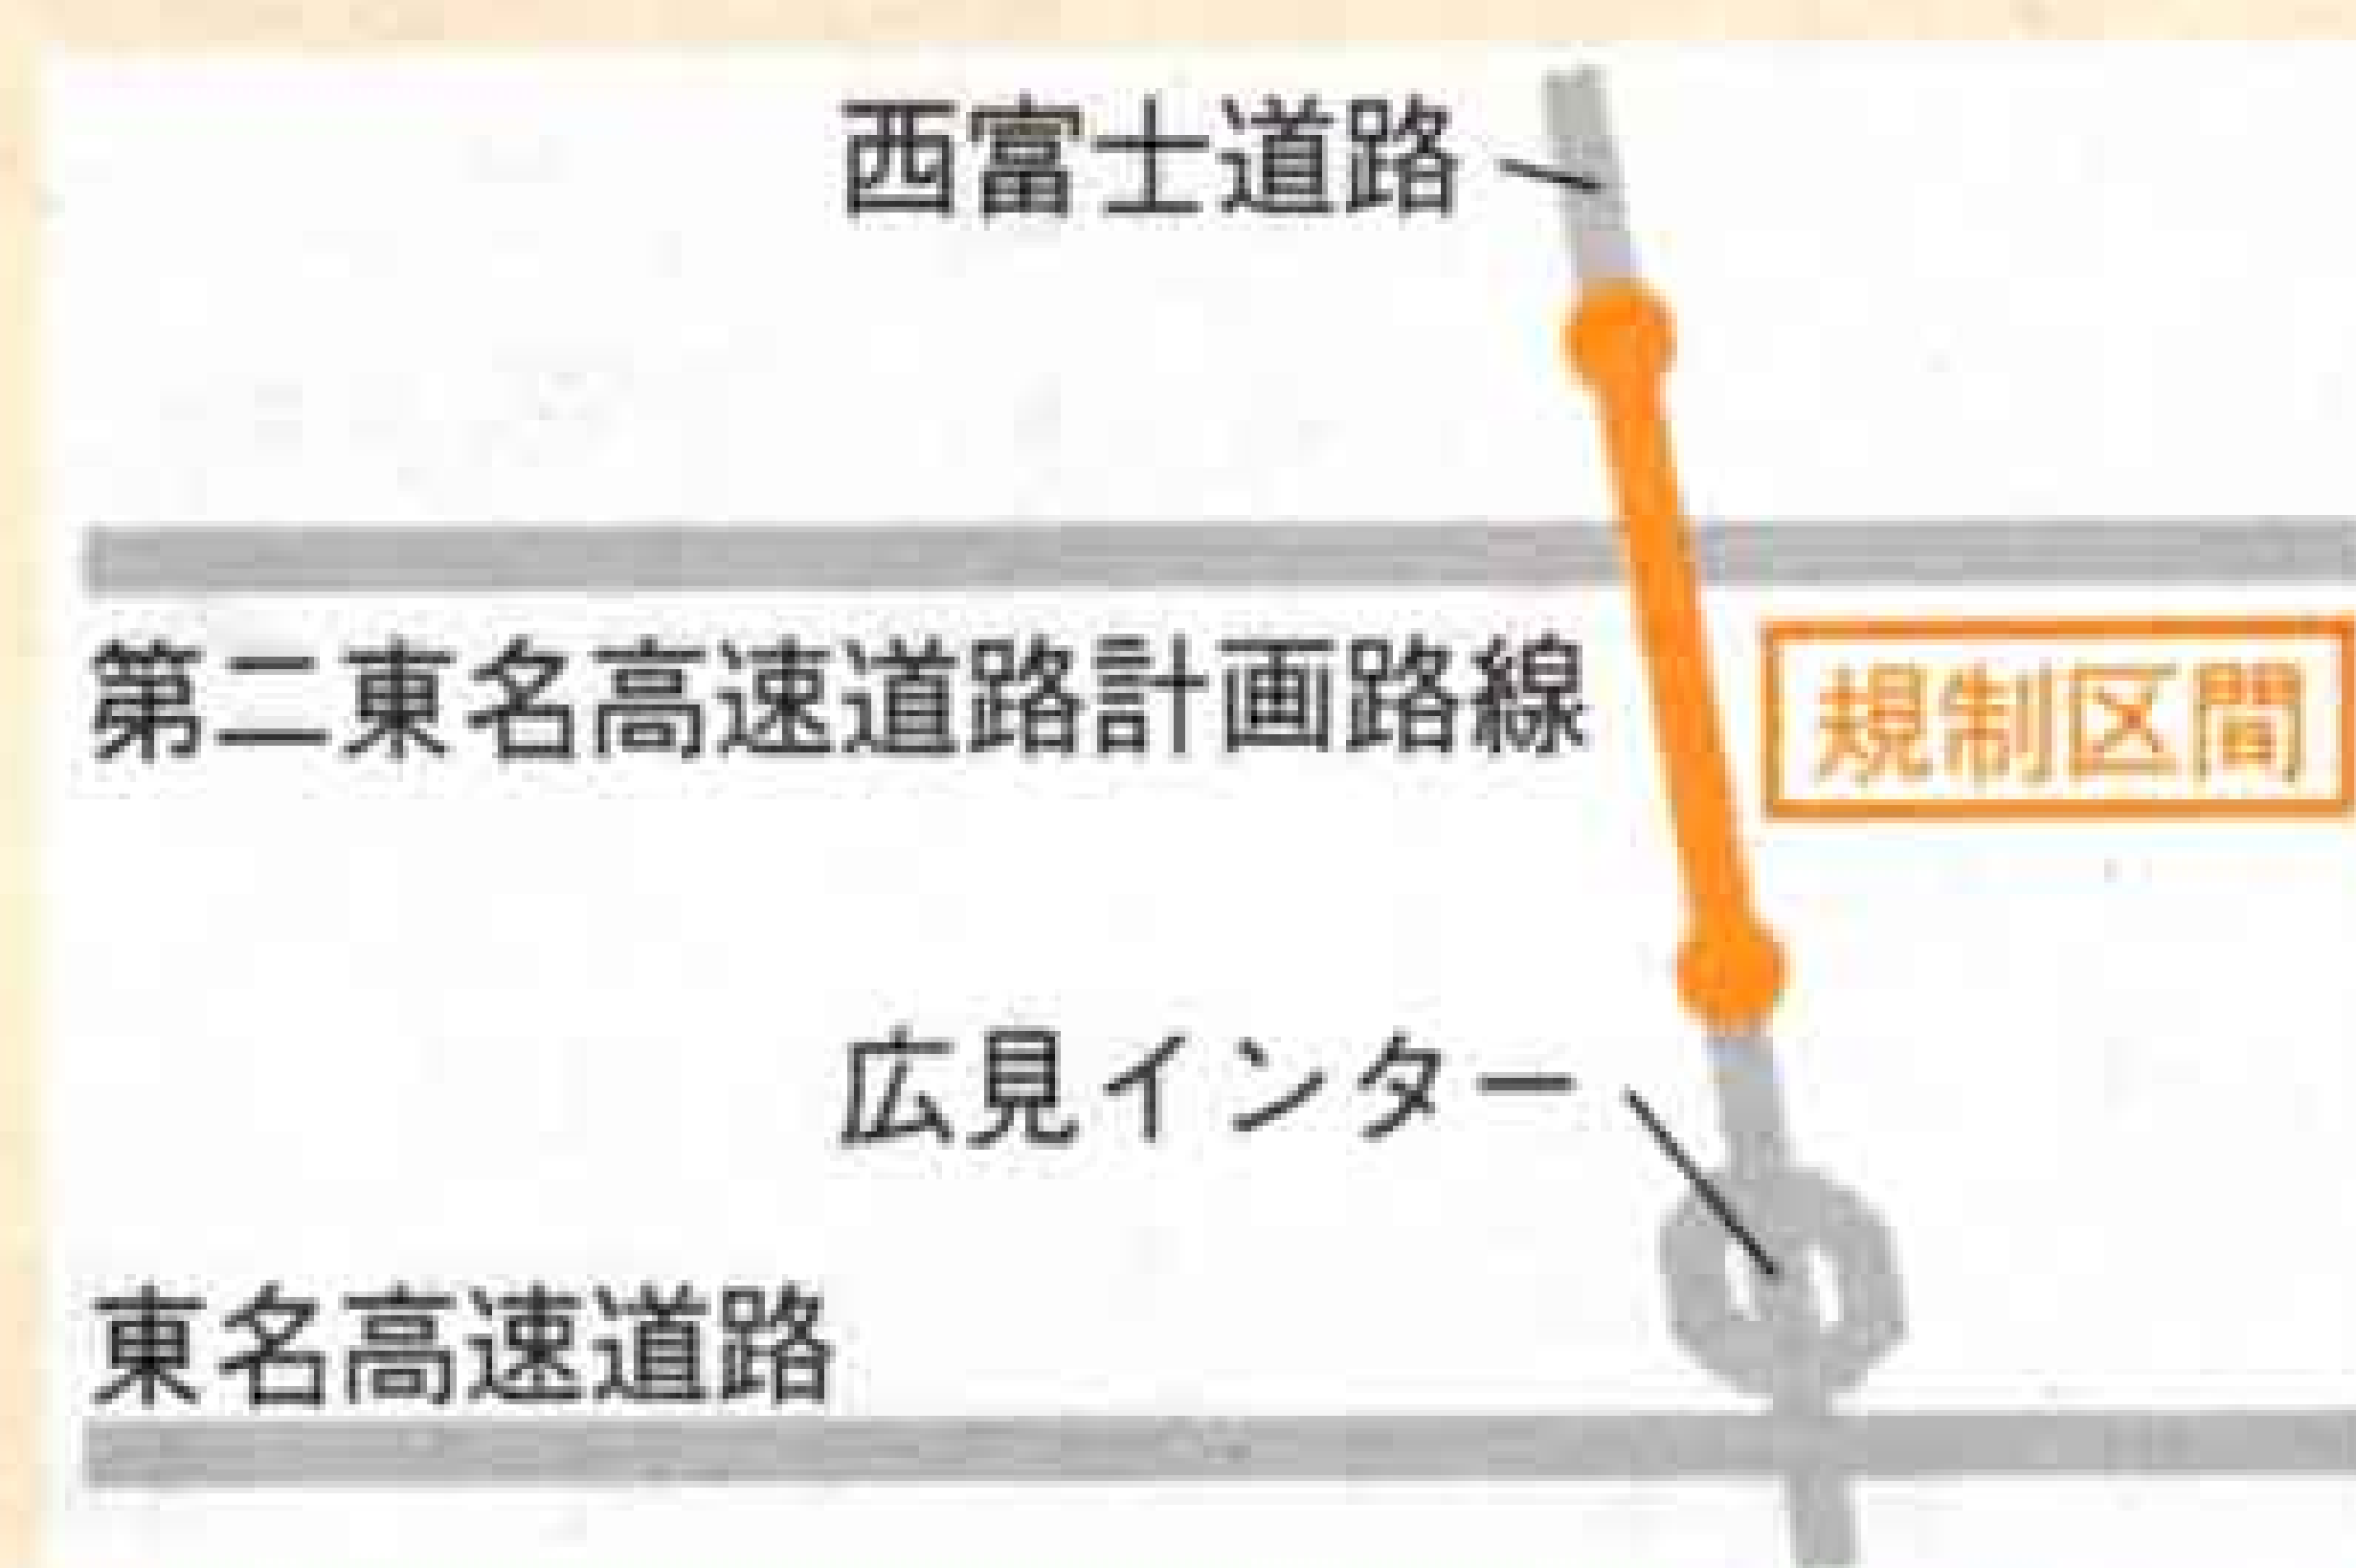 西富士道路
第二東名高速道路計画路線
規制区間
広見インター
東名高速道路